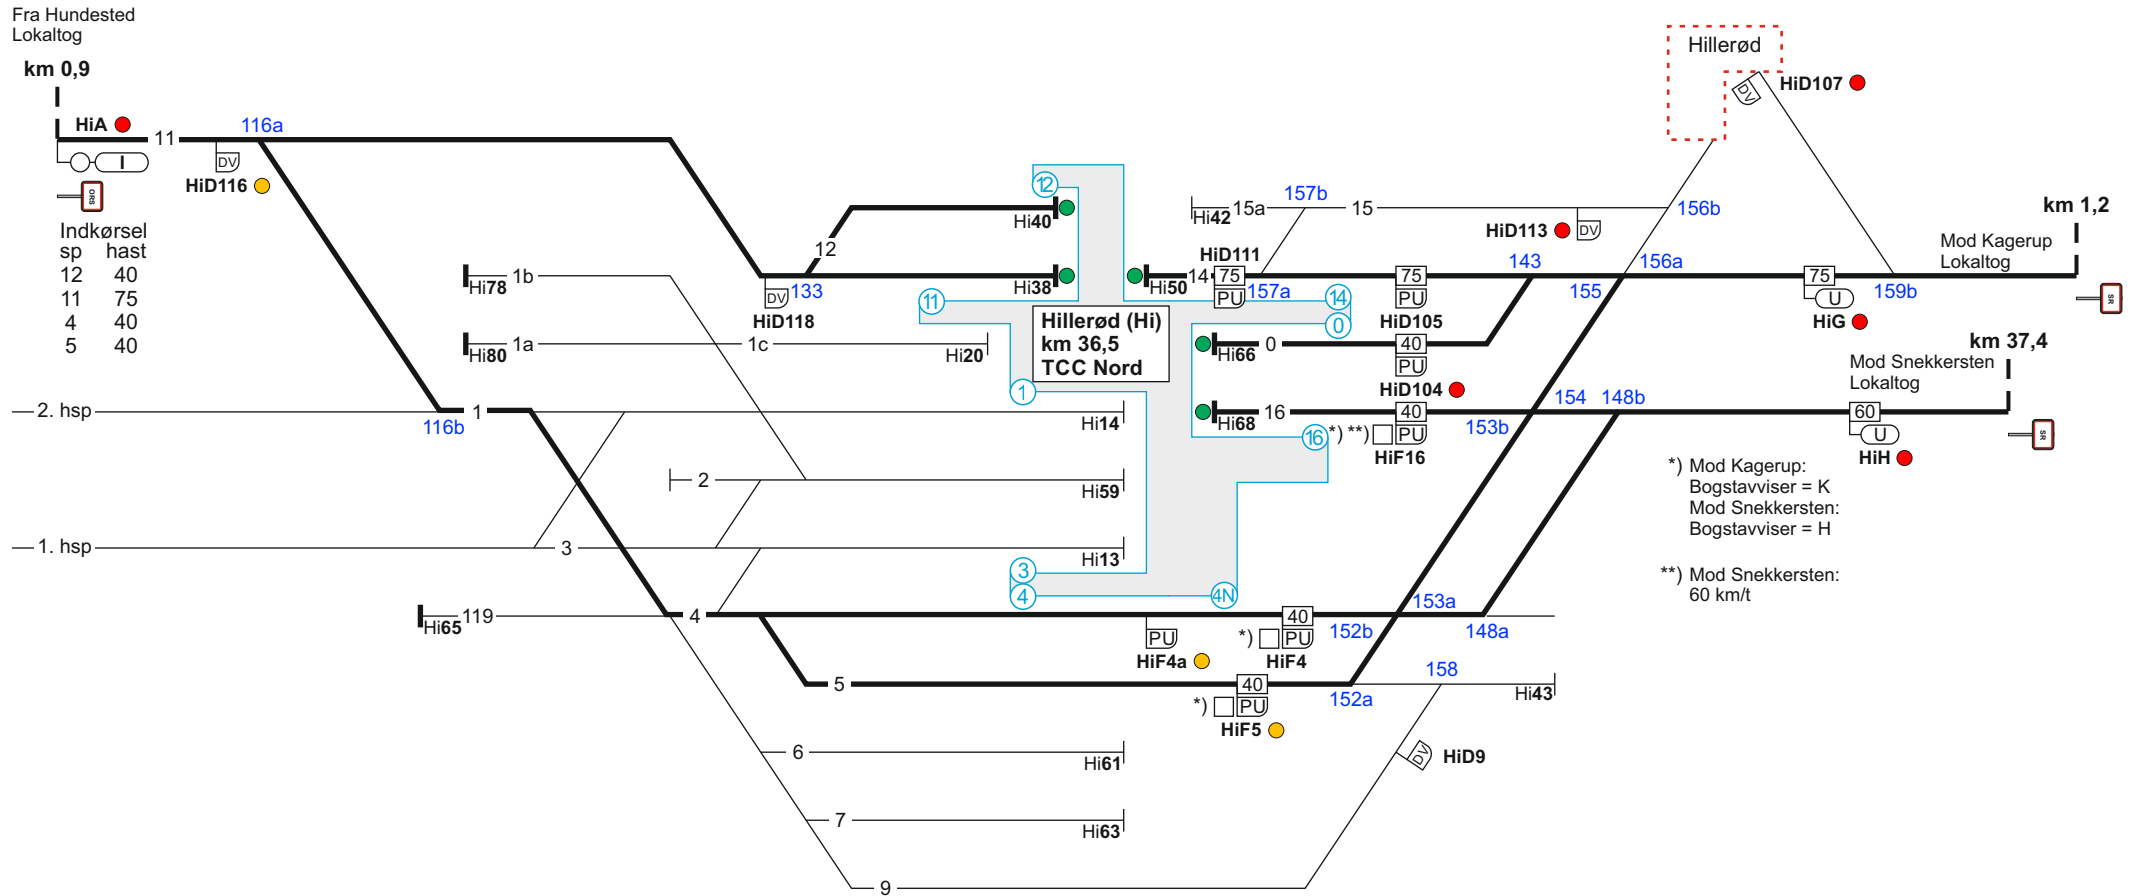 Fra Hundested
Lokaltog
km 0,9
HiA
11
116a
I
DV
HiD116
ORS
Indkørsel
sp hast
12 40
11 75
4 40
5 40
Hillerød
DV
HiD107
12
Hi40
12
Hi38
DV
133
HiD118
11
Hi78
1b
Hi80
1a
1c
Hi20
Hillerød (Hi)
km 36,5
TCC Nord
Hi42
15a
157b
15
HiD113
DV
156b
HiD111
Hi50
14
75
PU
157a
75
PU
HiD105
143
155
156a
75
U
HiG
159b
Mod Kagerup
Lokaltog
km 1,2
SR
14
0
Hi66
0
40
PU
HiD104
km 37,4
Mod Snekkersten
Lokaltog
2. hsp
1
116b
1
Hi14
Hi68
16
40
16
*) **)
PU
HiF16
153b
154
148b
60
U
HiH
SR
2
Hi59
*) Mod Kagerup:
Bogstavviser = K
Mod Snekkersten:
Bogstavviser = H
**) Mod Snekkersten:
60 km/t
1. hsp
3
Hi13
3
4
4N
Hi65
119
4
PU
HiF4a
40
*)
PU
HiF4
152b
153a
148a
5
40
*)
PU
HiF5
152a
158
Hi43
6
Hi61
DV
HiD9
7
Hi63
9